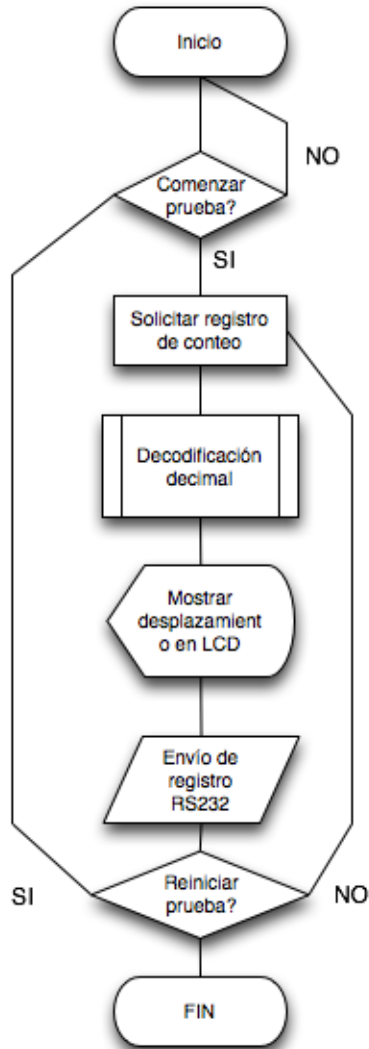 Inicio
NO
Comenzar
prueba?
SI
Solicitar registro
de conteo
Decodificación
decimal
Mostrar
desplazamient
o en LCD
Envío de
registro
RS232
Reiniciar
prueba?
SI
NO
FIN